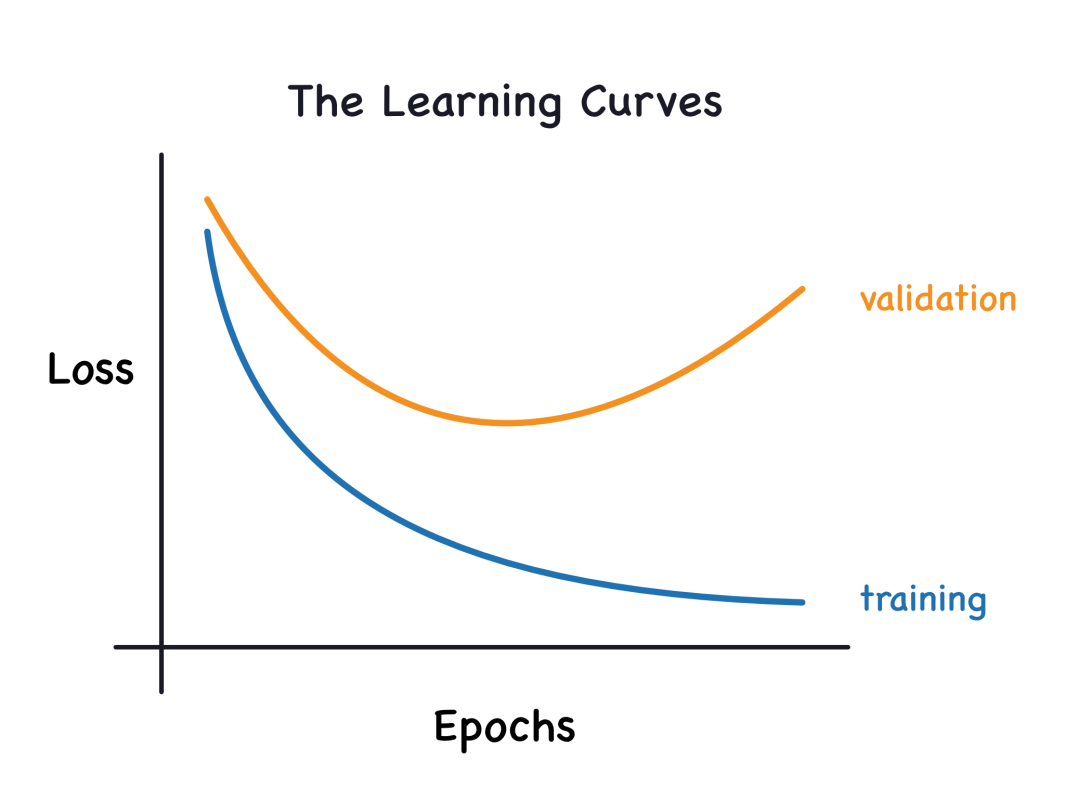 The Learning Curves
validation
Loss
training
Epochs